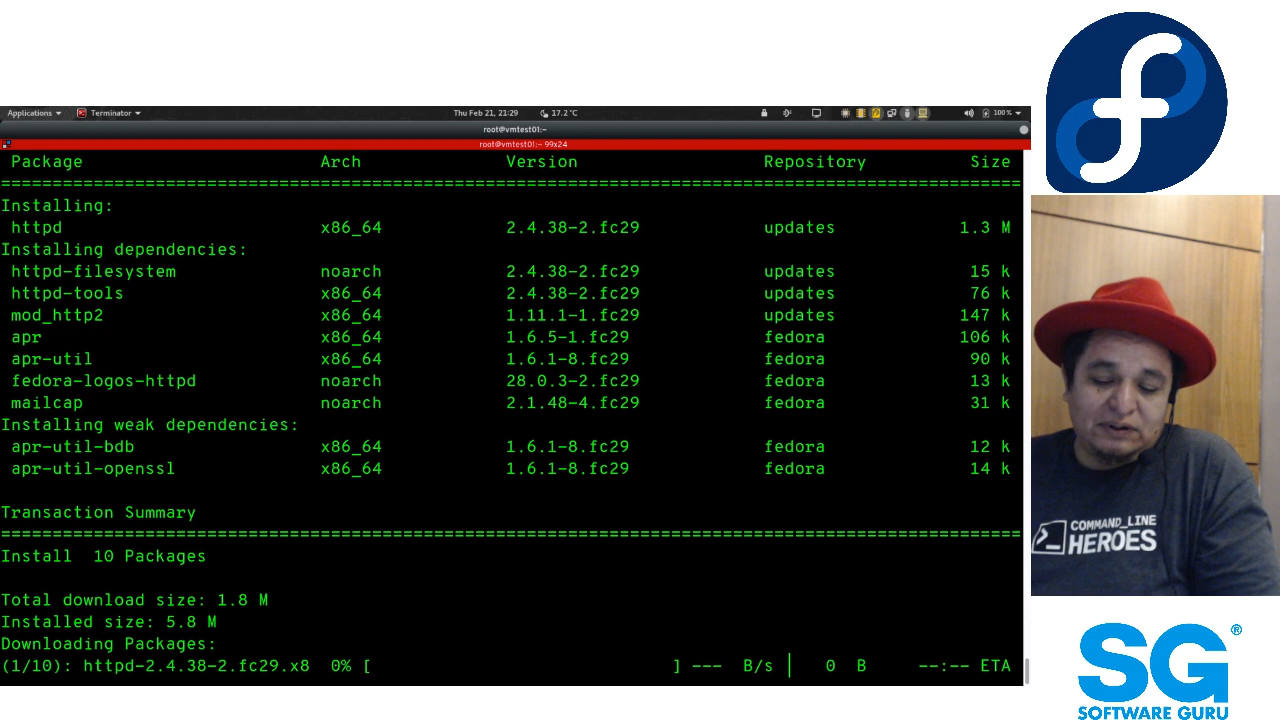 Applications Terminator Thu Feb 21, 21:29 17.2°C 100%
root@vmtest01:~
root@vmtest01:~ 99x24
Package Arch Version Repository Size
================================================================================
Installing:
httpd x86_64 2.4.38-2.fc29 updates 1.3 M
Installing dependencies:
httpd-filesystem noarch 2.4.38-2.fc29 updates 15 k
httpd-tools x86_64 2.4.38-2.fc29 updates 76 k
mod_http2 x86_64 1.11.1-1.fc29 updates 147 k
apr x86_64 1.6.5-1.fc29 fedora 106 k
apr-util x86_64 1.6.1-8.fc29 fedora 90 k
fedora-logos-httpd noarch 28.0.3-2.fc29 fedora 13 k
mailcap noarch 2.1.48-4.fc29 fedora 31 k
Installing weak dependencies:
apr-util-bdb x86_64 1.6.1-8.fc29 fedora 12 k
apr-util-openssl x86_64 1.6.1-8.fc29 fedora 14 k
Transaction Summary
================================================================================
Install 10 Packages
Total download size: 1.8 M
Installed size: 5.8 M
Downloading Packages:
(1/10): httpd-2.4.38-2.fc29.x8 0% [ ] --- B/s | 0 B --:-- ETA
COMMAND_LINE
HEROES
SG®
SOFTWARE GURU